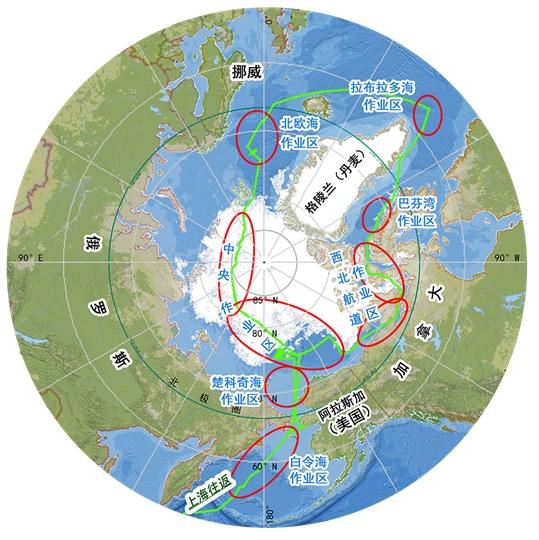 挪威
0°
拉布拉多海
作业区
北欧海
作业区
格陵兰（丹麦）
巴芬湾
作业区
俄罗斯
90° E
90° W
中央作业区
西北航道
作业区
加拿大
85° N
80° N
楚科奇海
作业区
0° N
北极圈
阿拉斯加
（美国）
白令海
作业区
60° N
上海往返
180°